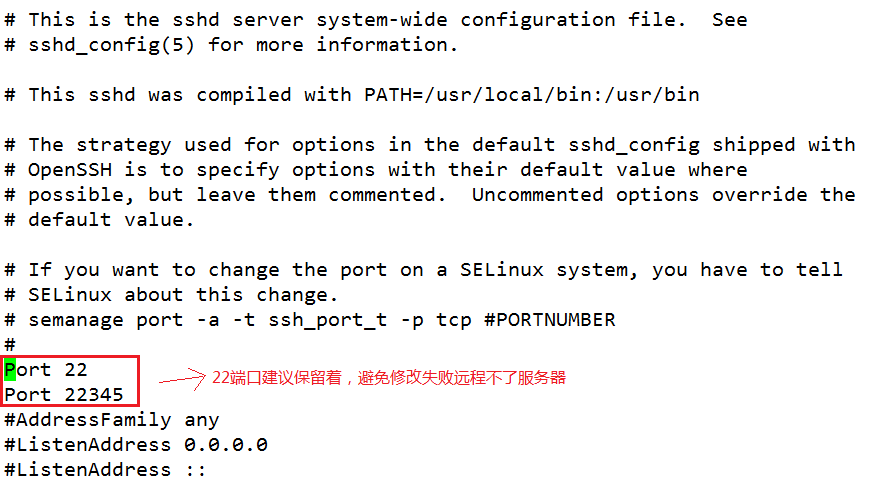 # This is the sshd server system-wide configuration file.  See
# sshd_config(5) for more information.
# This sshd was compiled with PATH=/usr/local/bin:/usr/bin
# The strategy used for options in the default sshd_config shipped with
# OpenSSH is to specify options with their default value where
# possible, but leave them commented.  Uncommented options override the
# default value.
# If you want to change the port on a SELinux system, you have to tell
# SELinux about this change.
# semanage port -a -t ssh_port_t -p tcp #PORTNUMBER
#
Port 22
22端口建议保留着，避免修改失败远程不了服务器
Port 22345
#AddressFamily any
#ListenAddress 0.0.0.0
#ListenAddress ::